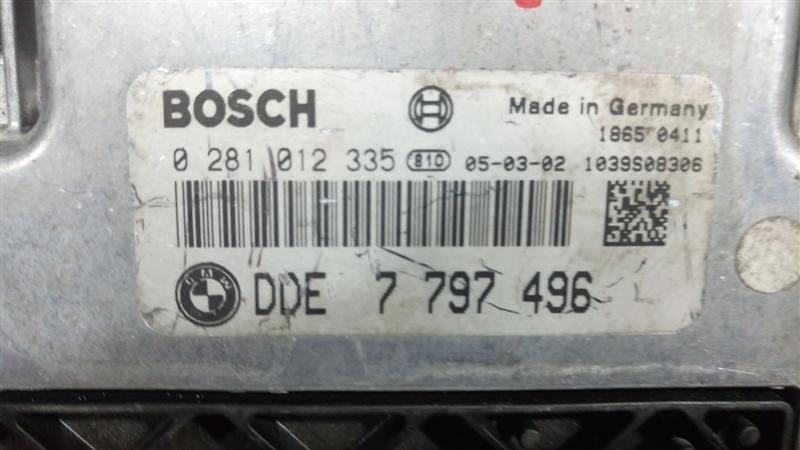 BOSCH Made in Germany
1865 0411
0 281 012 335 810 05-03-02 1039S08306
BMW DDE 7 797 496